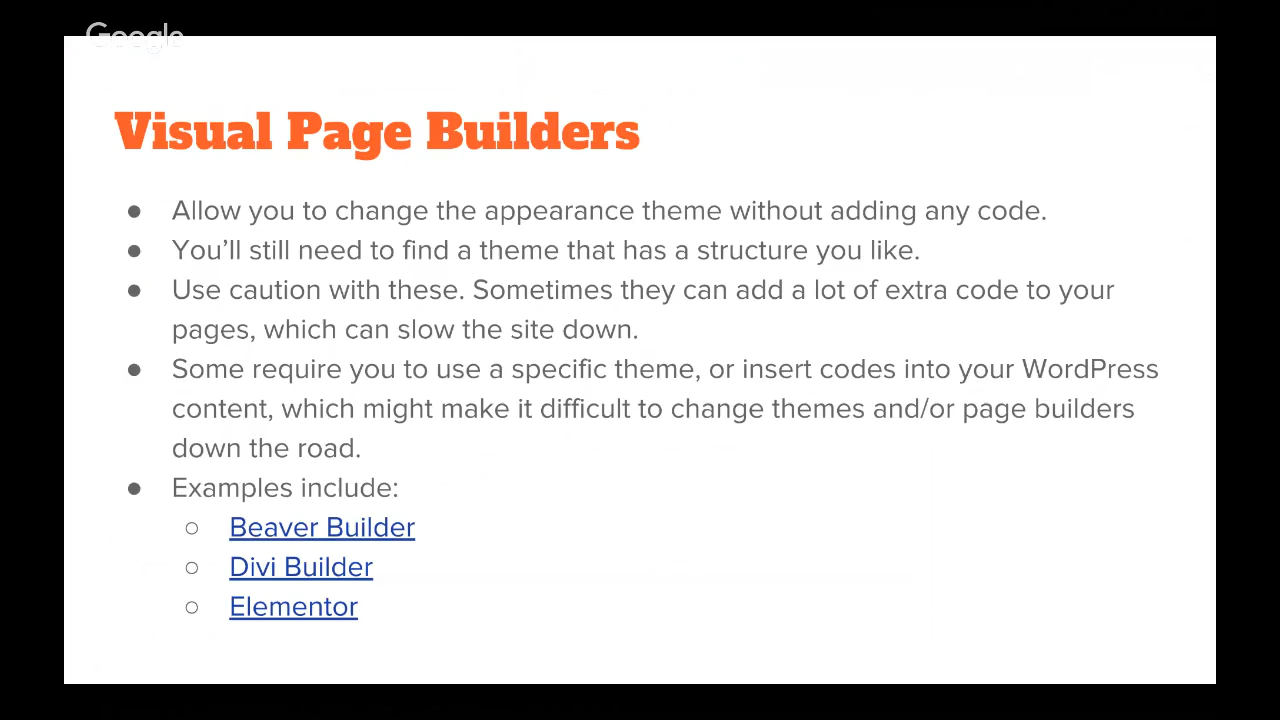 Google
Visual Page Builders
● Allow you to change the appearance theme without adding any code.
● You’ll still need to find a theme that has a structure you like.
● Use caution with these. Sometimes they can add a lot of extra code to your
pages, which can slow the site down.
● Some require you to use a specific theme, or insert codes into your WordPress
content, which might make it difficult to change themes and/or page builders
down the road.
● Examples include:
○ Beaver Builder
○ Divi Builder
○ Elementor